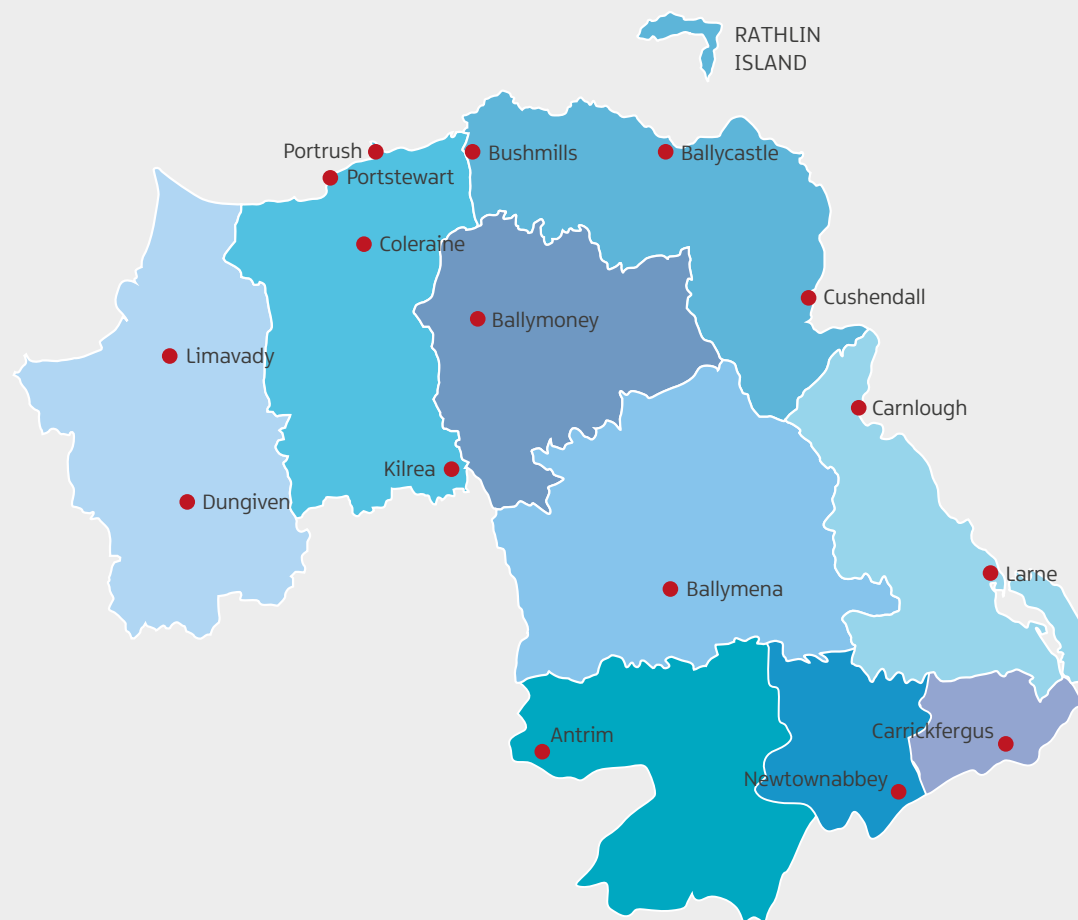 RATHLIN
ISLAND
Portrush
Bushmills
Ballycastle
Portstewart
Coleraine
Cushendall
Ballymoney
Limavady
Carnlough
Kilrea
Dungiven
Larne
Ballymena
Carrickfergus
Antrim
Newtownabbey